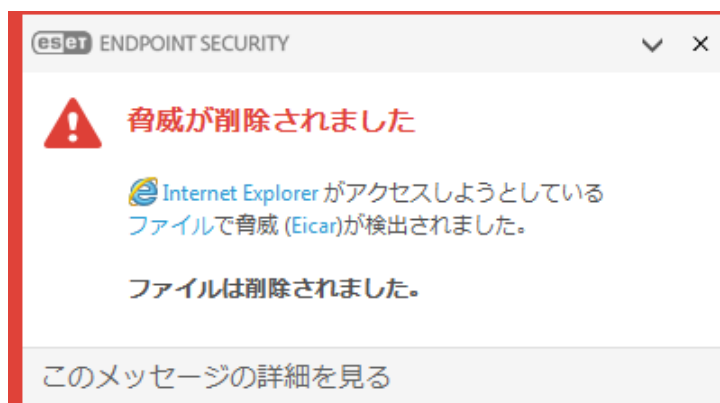 eseT ENDPOINT SECURITY
脅威が削除されました
Internet Explorer がアクセスしようとしている
ファイルで脅威 (Eicar)が検出されました。
ファイルは削除されました。
このメッセージの詳細を見る